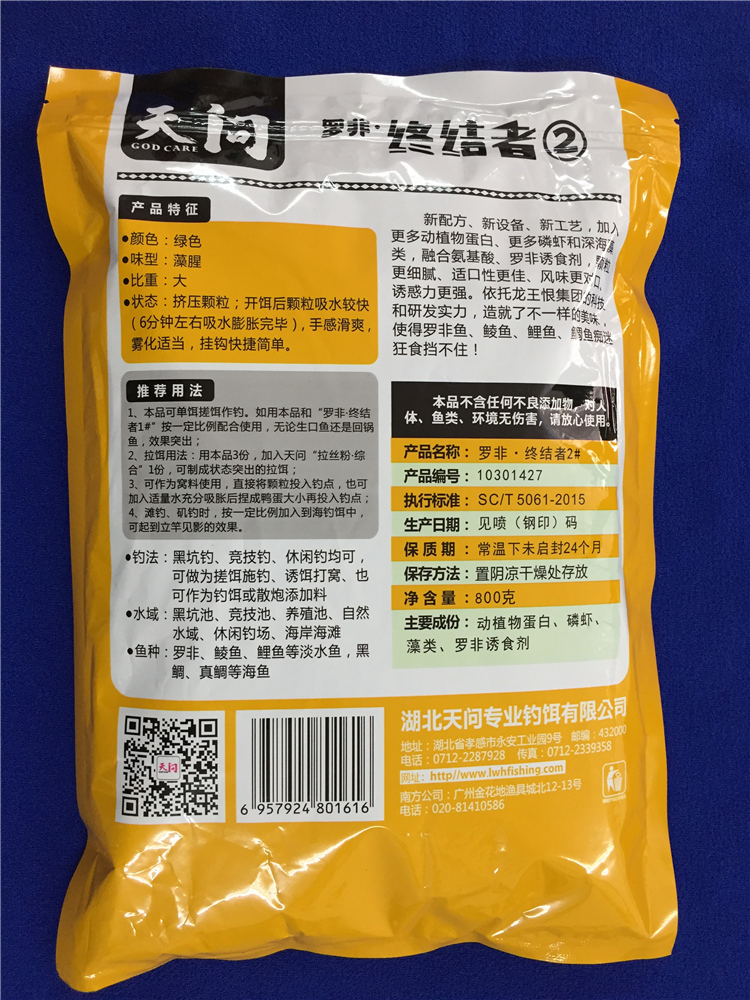 天问
GOD CARE
罗非·终结者②
产品特征
●颜色：绿色
●味型：藻腥
●比重：大
●状态：挤压颗粒；开饵后颗粒吸水较快
（6分钟左右吸水膨胀完毕），手感滑爽，
雾化适当，挂钩快捷简单。
新配方、新设备、新工艺，加入
更多动植物蛋白、更多磷虾和深海藻
类，融合氨基酸、罗非诱食剂，颗粒
更细腻、适口性更佳、风味更对口、
诱惑力更强。依托龙王恨集团的科技
和研发实力，造就了不一样的美味，
使得罗非鱼、鲮鱼、鲤鱼、鲷鱼痴迷
狂食挡不住！
推荐用法
1、本品可单饵搓饵作钓。如用本品和“罗非·终结
者1#”按一定比例配合使用，无论生口鱼还是回锅
鱼，效果突出；
2、拉饵用法：用本品3份，加入天问“拉丝粉·综
合”1份，可制成状态突出的拉饵；
3、可作为窝料使用，直接将颗粒投入钓点，也可
加入适量水充分吸胀后捏成鸭蛋大小再投入钓点；
4、滩钓、矶钓时，按一定比例加入到海钓饵中，
可起到立竿见影的效果。
●钓法：黑坑钓、竞技钓、休闲钓均可，
可做为搓饵施钓、诱饵打窝、也
可作为钓饵或散炮添加料
●水域：黑坑池、竞技池、养殖池、自然
水域、休闲钓场、海岸海滩
●鱼种：罗非、鲮鱼、鲤鱼等淡水鱼，黑
鲷、真鲷等海鱼
本品不含任何不良添加物，对人
体、鱼类、环境无伤害，请放心使用。
产品名称：罗非·终结者2#
产品编号：10301427
执行标准：SC/T 5061-2015
生产日期：见喷（钢印）码
保质期：常温下未启封24个月
保存方法：置阴凉干燥处存放
净含量：800克
主要成份：动植物蛋白、磷虾、
藻类、罗非诱食剂
天问
6 957924 801616
湖北天问专业钓饵有限公司
地址：湖北省孝感市永安工业园9号 邮编：432000
电话：0712-2287928 传真：0712-2339358
网址：http//www.lwhfishing.com
南方公司：广州金花地渔具城北12-13号
电话：020-81410586